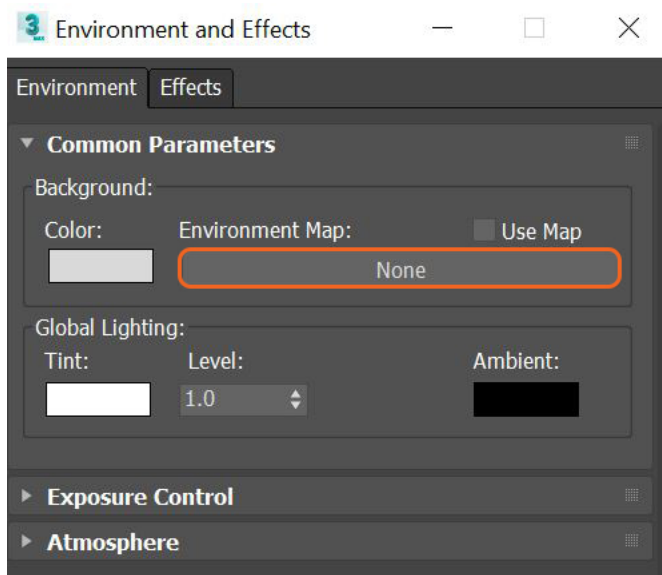 3 Environment and Effects
Environment Effects
Common Parameters
Background:
Color: Environment Map: Use Map
None
Global Lighting:
Tint: Level: Ambient:
1.0
Exposure Control
Atmosphere